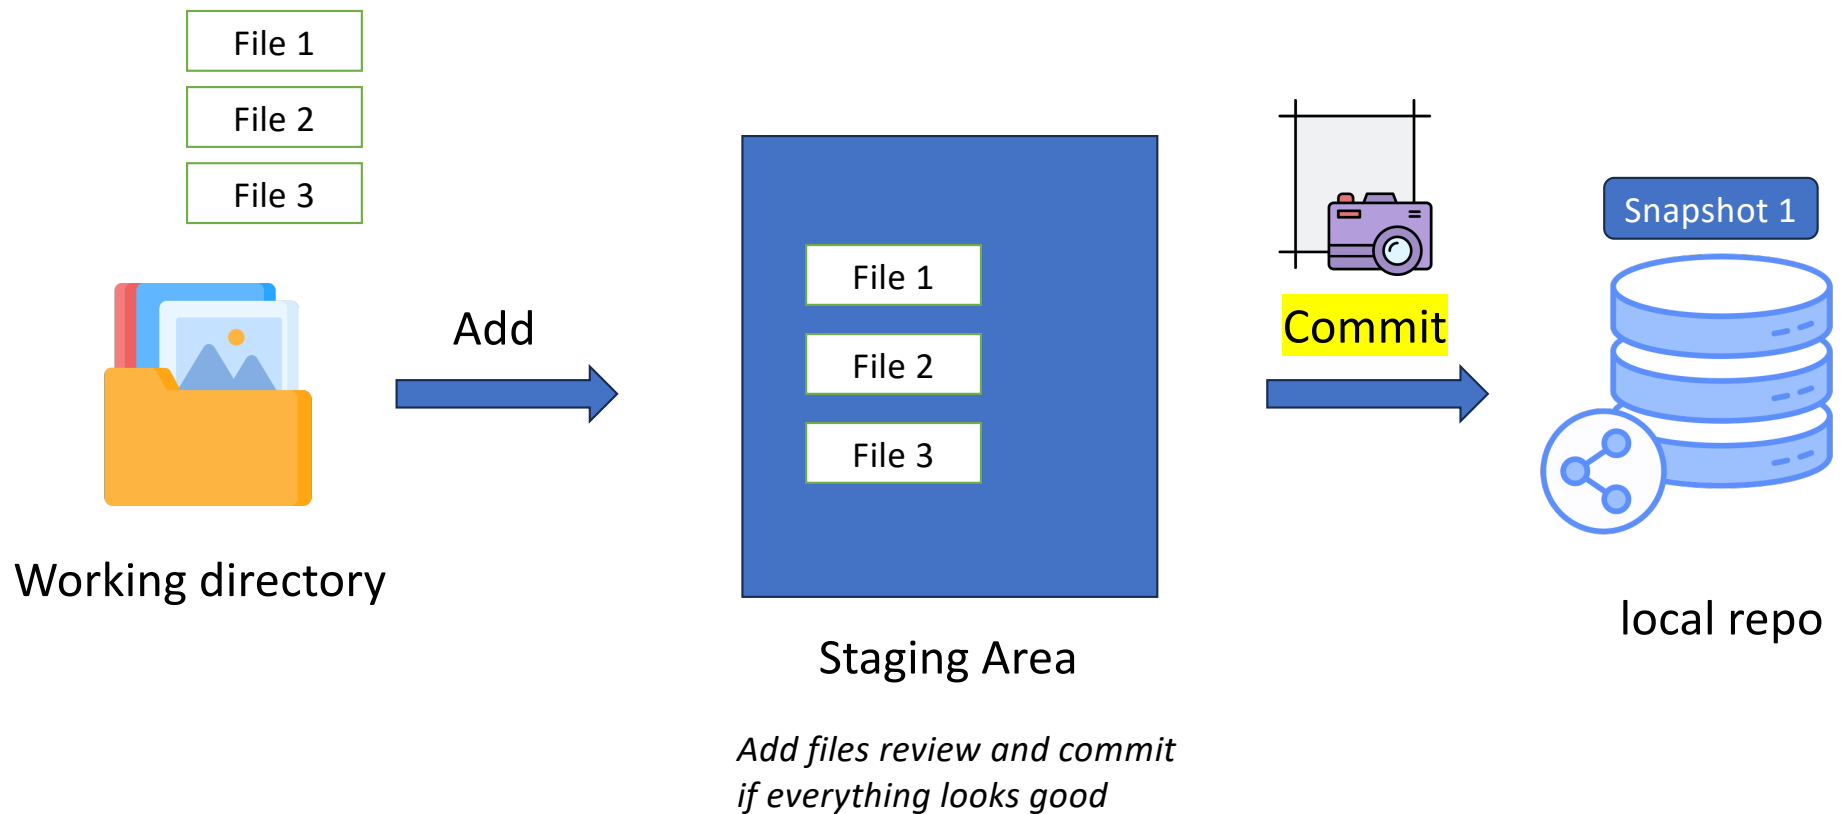 File 1
File 2
File 3
Working directory
Add
File 1
File 2
File 3
Staging Area
Add files review and commit
if everything looks good
Commit
Snapshot 1
local repo